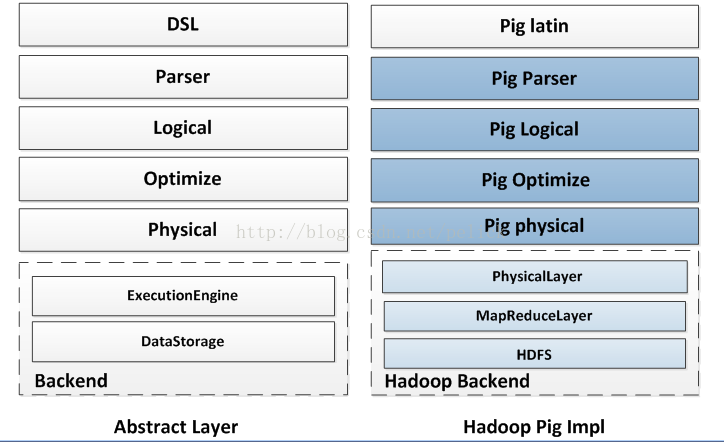 DSL
Parser
Logical
Optimize
Physical
ExecutionEngine
DataStorage
Backend
Abstract Layer
Pig latin
Pig Parser
Pig Logical
Pig Optimize
Pig physical
PhysicalLayer
MapReduceLayer
HDFS
Hadoop Backend
Hadoop Pig Impl